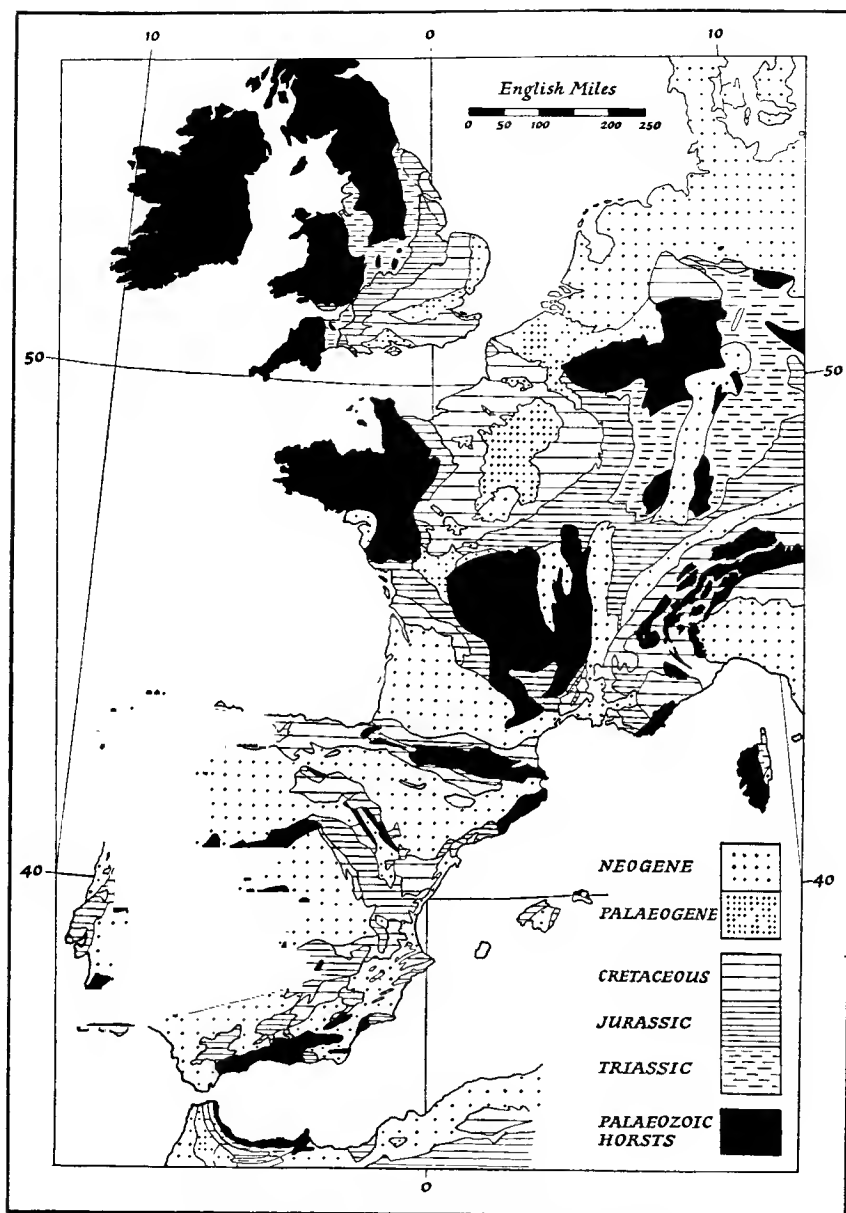 10 0 10
English Miles
0 50 100 200 250
50 50
40 40
NEOGENE
PALAEOGENE
CRETACEOUS
JURASSIC
TRIASSIC
PALAEOZOIC
HORSTS
0